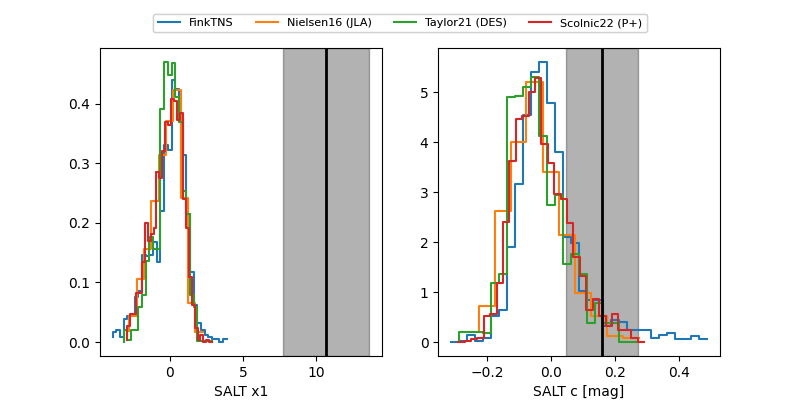 FinkTNS Nielsen16 (JLA) Taylor21 (DES) Scolnic22 (P+)
0.4
0.3
0.2
0.1
0.0
0 5 10
SALT x1
5
4
3
2
1
0
−0.2 0.0 0.2 0.4
SALT c [mag]